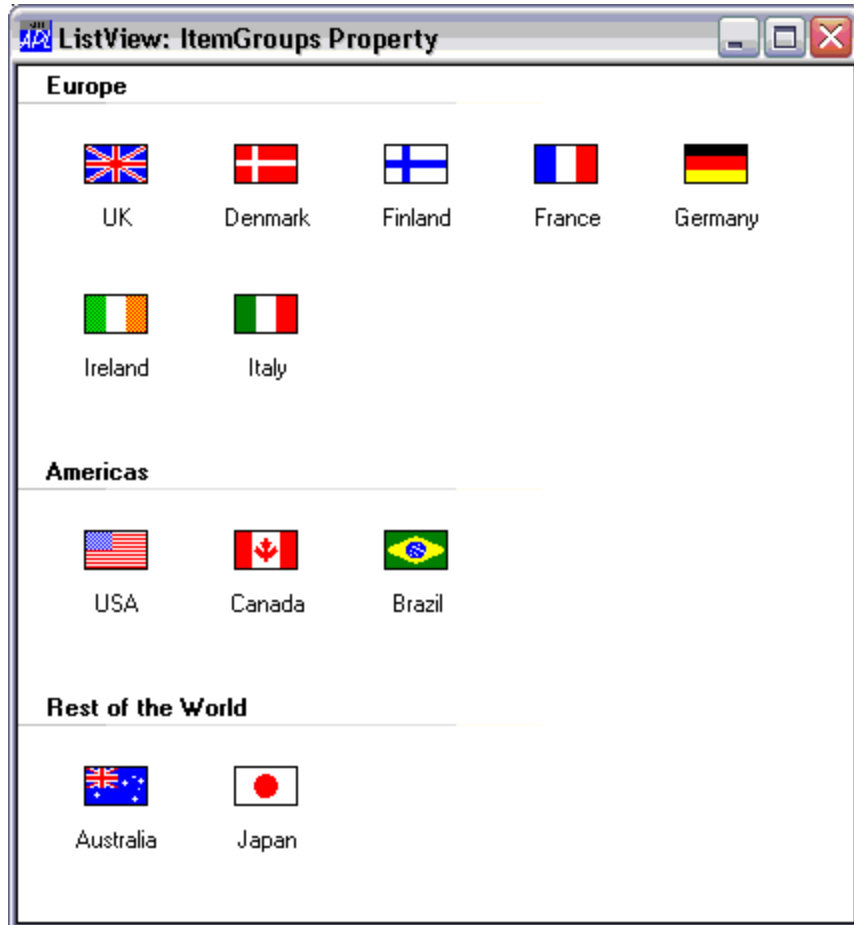 ListView: ItemGroups Property
Europe
UK Denmark Finland France Germany
Ireland Italy
Americas
USA Canada Brazil
Rest of the World
Australia Japan